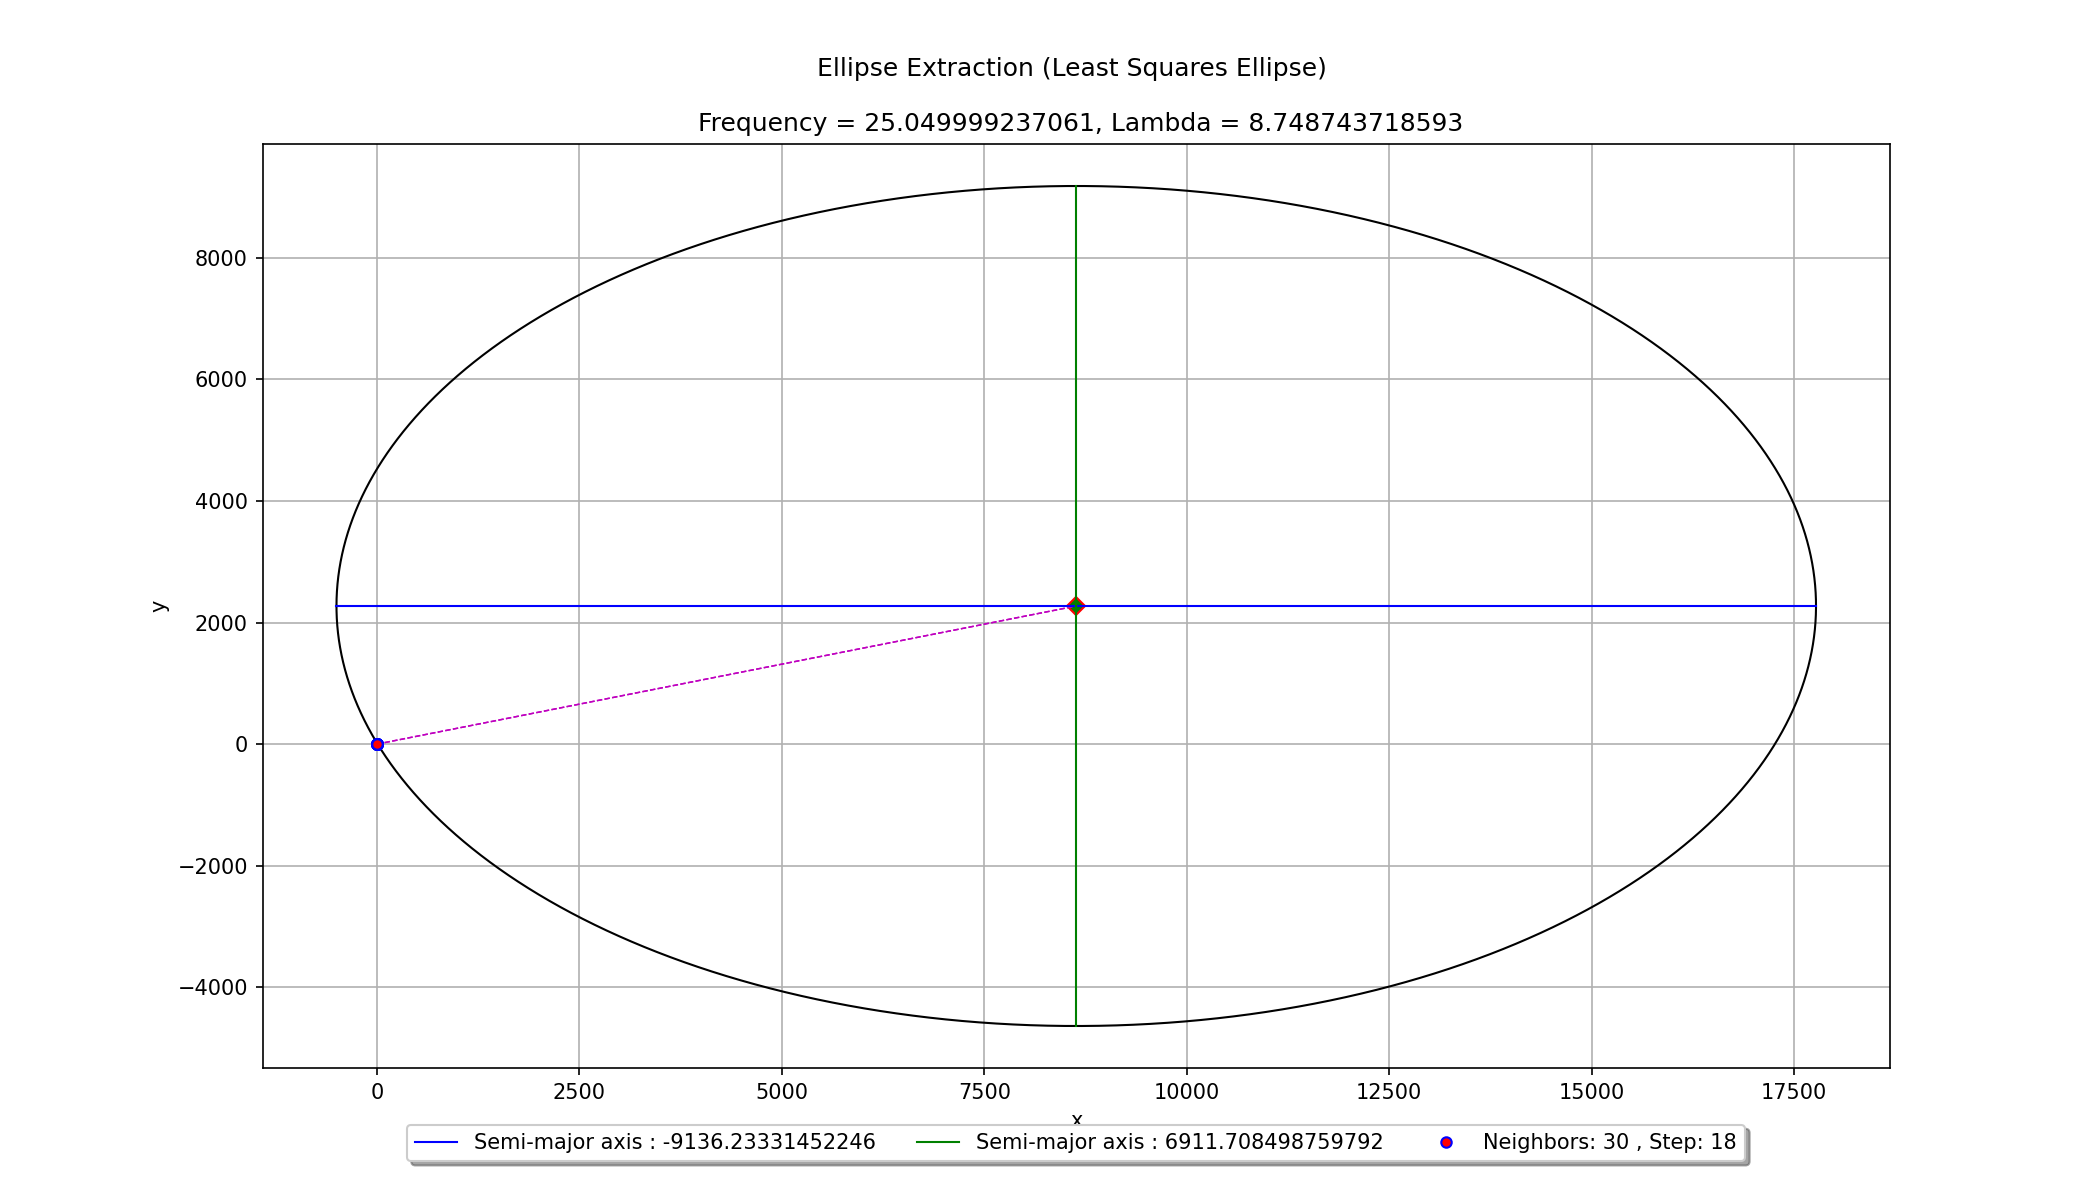 Ellipse Extraction (Least Squares Ellipse)
Frequency = 25.049999237061, Lambda = 8.748743718593
8000
6000
4000
2000
0
−2000
−4000
y
0 2500 5000 7500 10000 12500 15000 17500
x
Semi-major axis : -9136.23331452246 Semi-major axis : 6911.708498759792 Neighbors: 30 , Step: 18